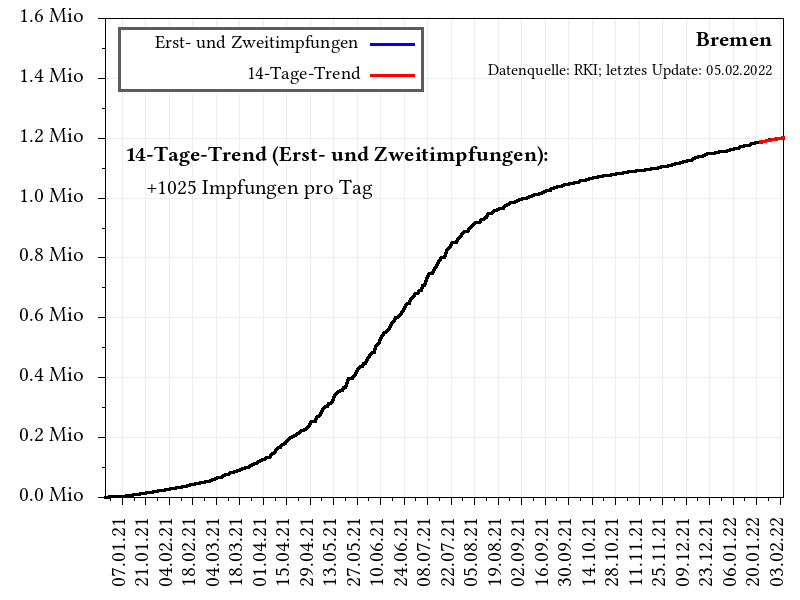 1.6 Mio
1.4 Mio
1.2 Mio
1.0 Mio
0.8 Mio
0.6 Mio
0.4 Mio
0.2 Mio
0.0 Mio
Erst- und Zweitimpfungen
14-Tage-Trend
Bremen
Datenquelle: RKI; letztes Update: 05.02.2022
14-Tage-Trend (Erst- und Zweitimpfungen):
+1025 Impfungen pro Tag
07.01.21
21.01.21
04.02.21
18.02.21
04.03.21
18.03.21
01.04.21
15.04.21
29.04.21
13.05.21
27.05.21
10.06.21
24.06.21
08.07.21
22.07.21
05.08.21
19.08.21
02.09.21
16.09.21
30.09.21
14.10.21
28.10.21
11.11.21
25.11.21
09.12.21
23.12.21
06.01.22
20.01.22
03.02.22